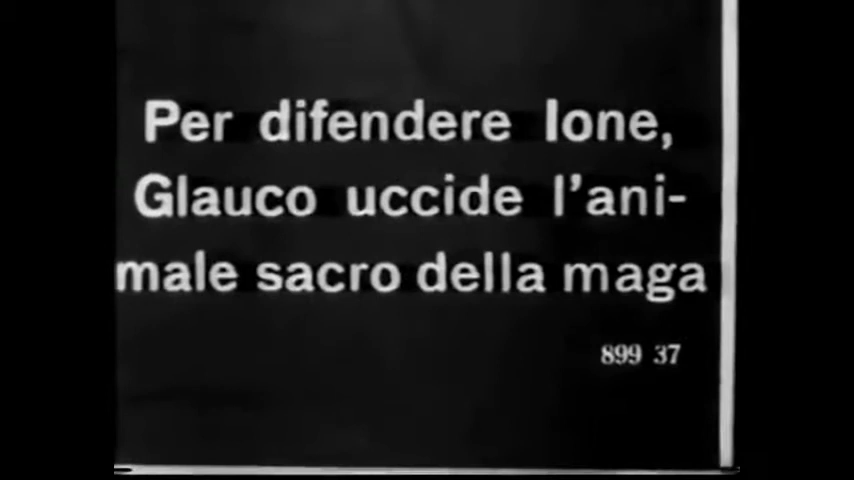 Per difendere Ione,
Glauco uccide l'ani-
male sacro della maga
899 37